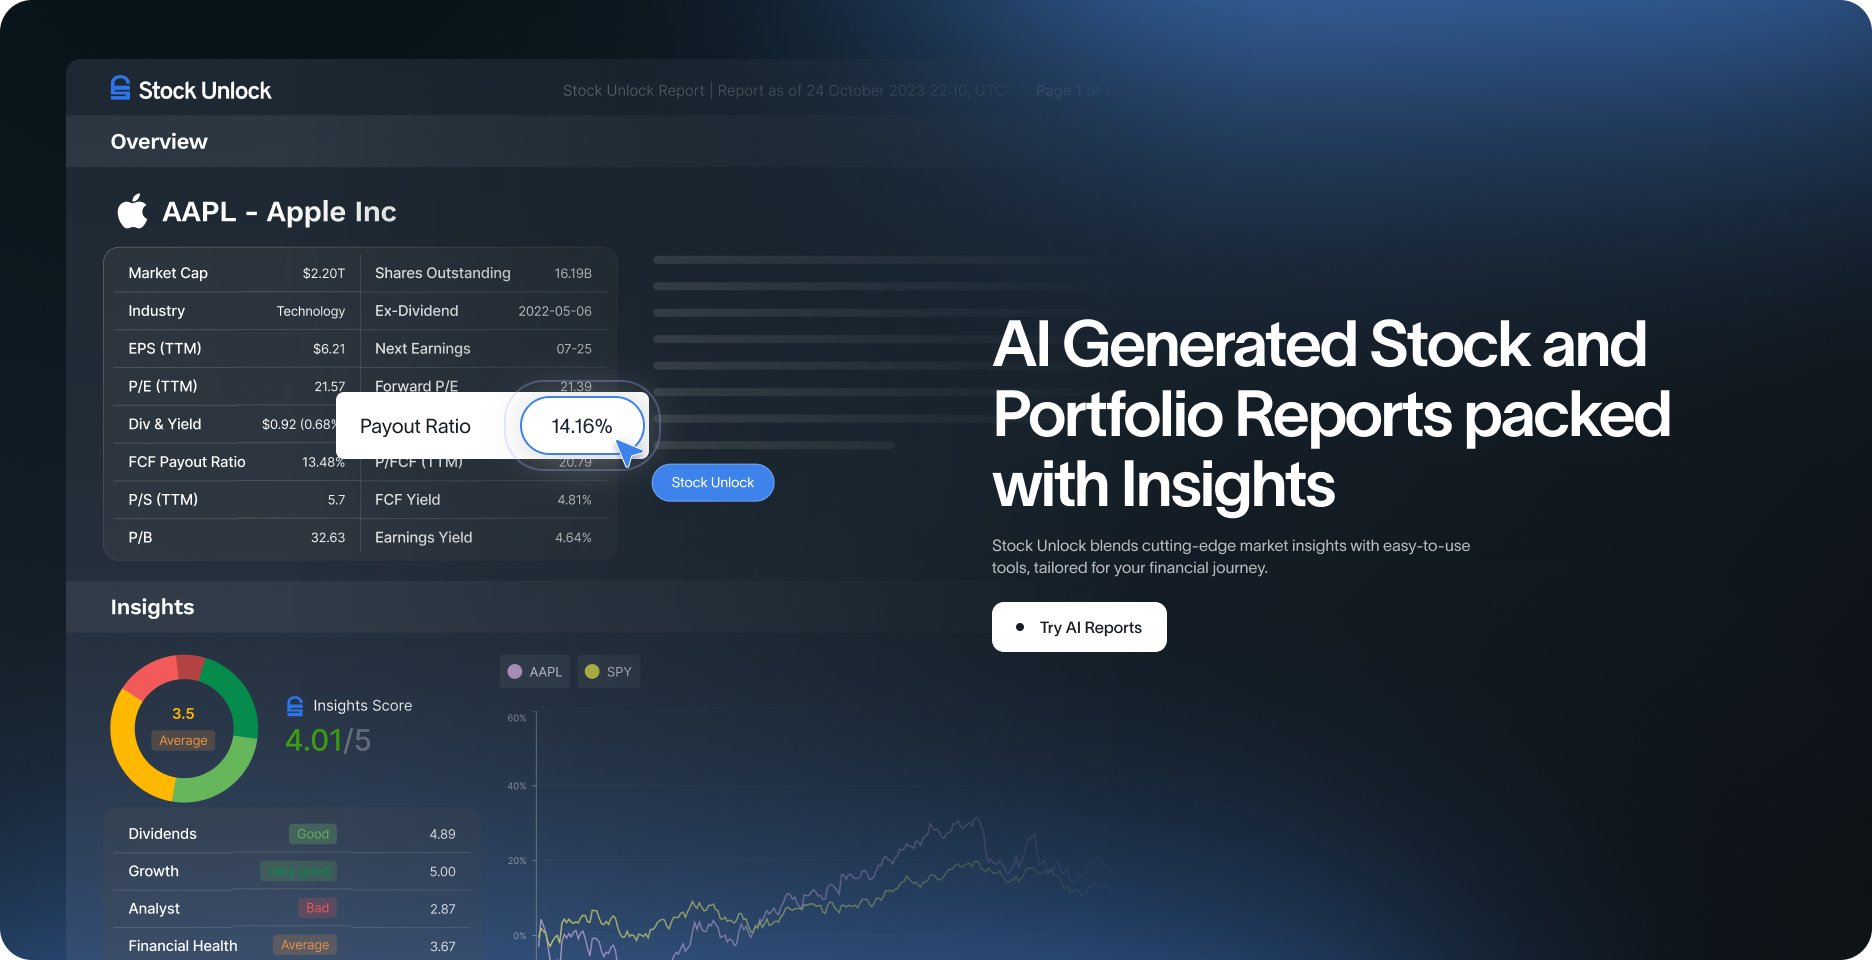 Stock Unlock
Stock Unlock Report | Report as of 24 October 2023 22:10, UTC
Page 1 of 12
Overview
AAPL - Apple Inc
Market Cap $2.20T Shares Outstanding 16.19B
Industry Technology Ex-Dividend 2022-05-06
EPS (TTM) $6.21 Next Earnings 07-25
P/E (TTM) 21.57 Forward P/E 21.39
Div & Yield $0.92 (0.68%
Payout Ratio 14.16%
FCF Payout Ratio 13.48% P/FCF (TTM) 20.79
P/S (TTM) 5.7 FCF Yield 4.81%
P/B 32.63 Earnings Yield 4.64%
Stock Unlock
Insights
3.5
Average
Insights Score
4.01/5
Dividends Good 4.89
Growth Very good 5.00
Analyst Bad 2.87
Financial Health Average 3.67
AAPL SPY
60%
40%
20%
0%
AI Generated Stock and
Portfolio Reports packed
with Insights
Stock Unlock blends cutting-edge market insights with easy-to-use
tools, tailored for your financial journey.
Try AI Reports